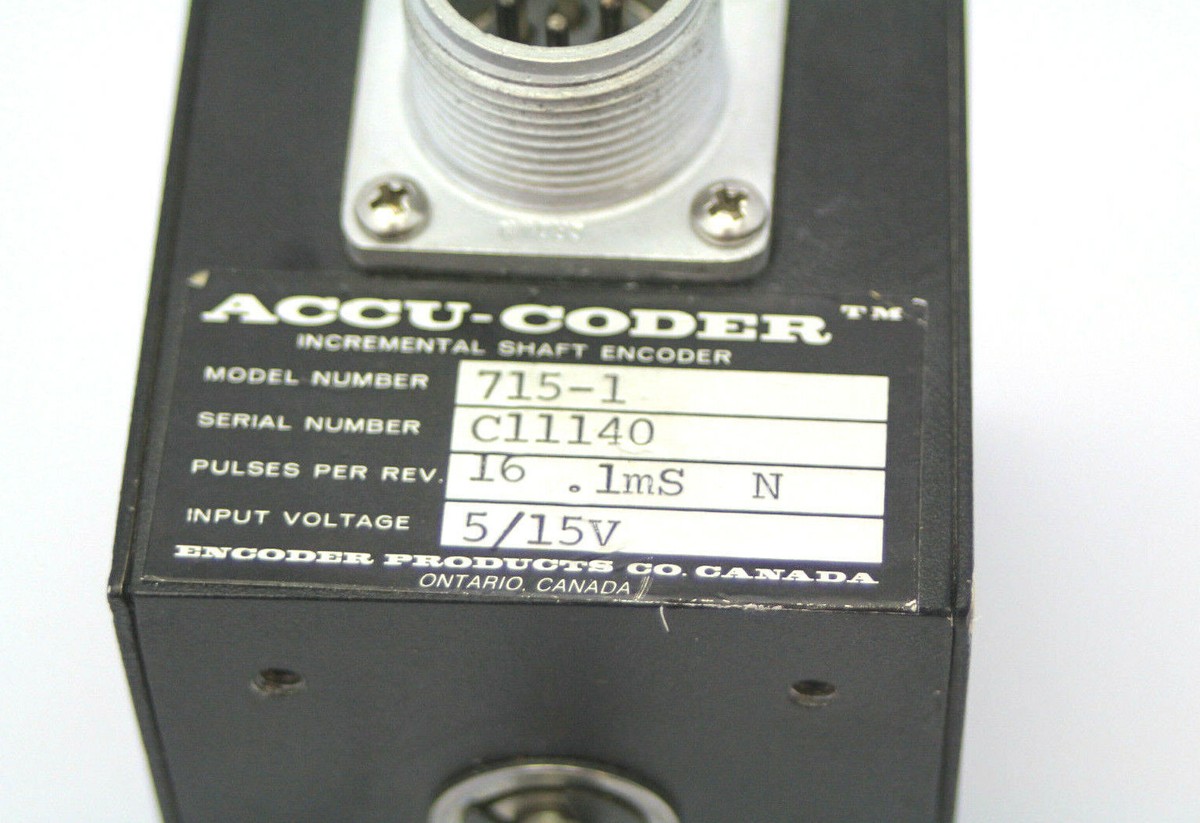 ACCU-CODER™
INCREMENTAL SHAFT ENCODER
MODEL NUMBER 715-1
SERIAL NUMBER C11140
PULSES PER REV. 16 .1mS N
INPUT VOLTAGE 5/15V
ENCODER PRODUCTS CO. CANADA
ONTARIO, CANADA